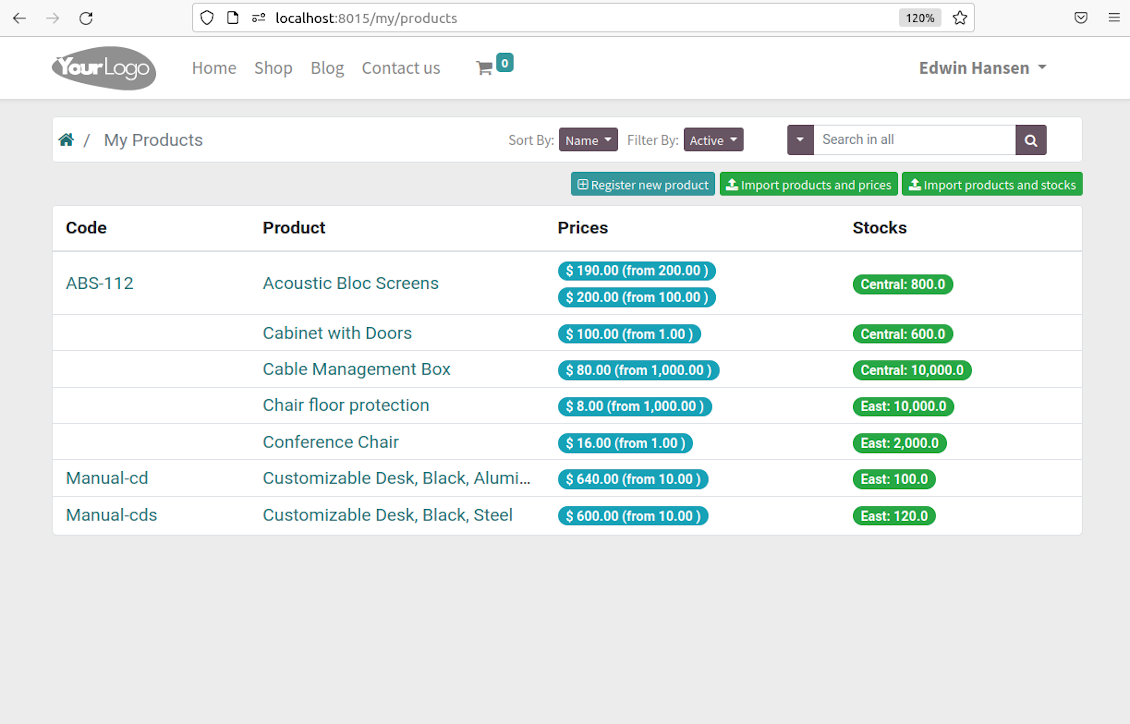 localhost:8015/my/products 120%
YourLogo Home Shop Blog Contact us 0 Edwin Hansen
/ My Products Sort By: Name Filter By: Active Search in all
Register new product Import products and prices Import products and stocks
Code Product Prices Stocks
ABS-112 Acoustic Bloc Screens $ 190.00 (from 200.00 ) Central: 800.0
$ 200.00 (from 100.00 )
Cabinet with Doors $ 100.00 (from 1.00 ) Central: 600.0
Cable Management Box $ 80.00 (from 1,000.00 ) Central: 10,000.0
Chair floor protection $ 8.00 (from 1,000.00 ) East: 10,000.0
Conference Chair $ 16.00 (from 1.00 ) East: 2,000.0
Manual-cd Customizable Desk, Black, Alumi... $ 640.00 (from 10.00 ) East: 100.0
Manual-cds Customizable Desk, Black, Steel $ 600.00 (from 10.00 ) East: 120.0